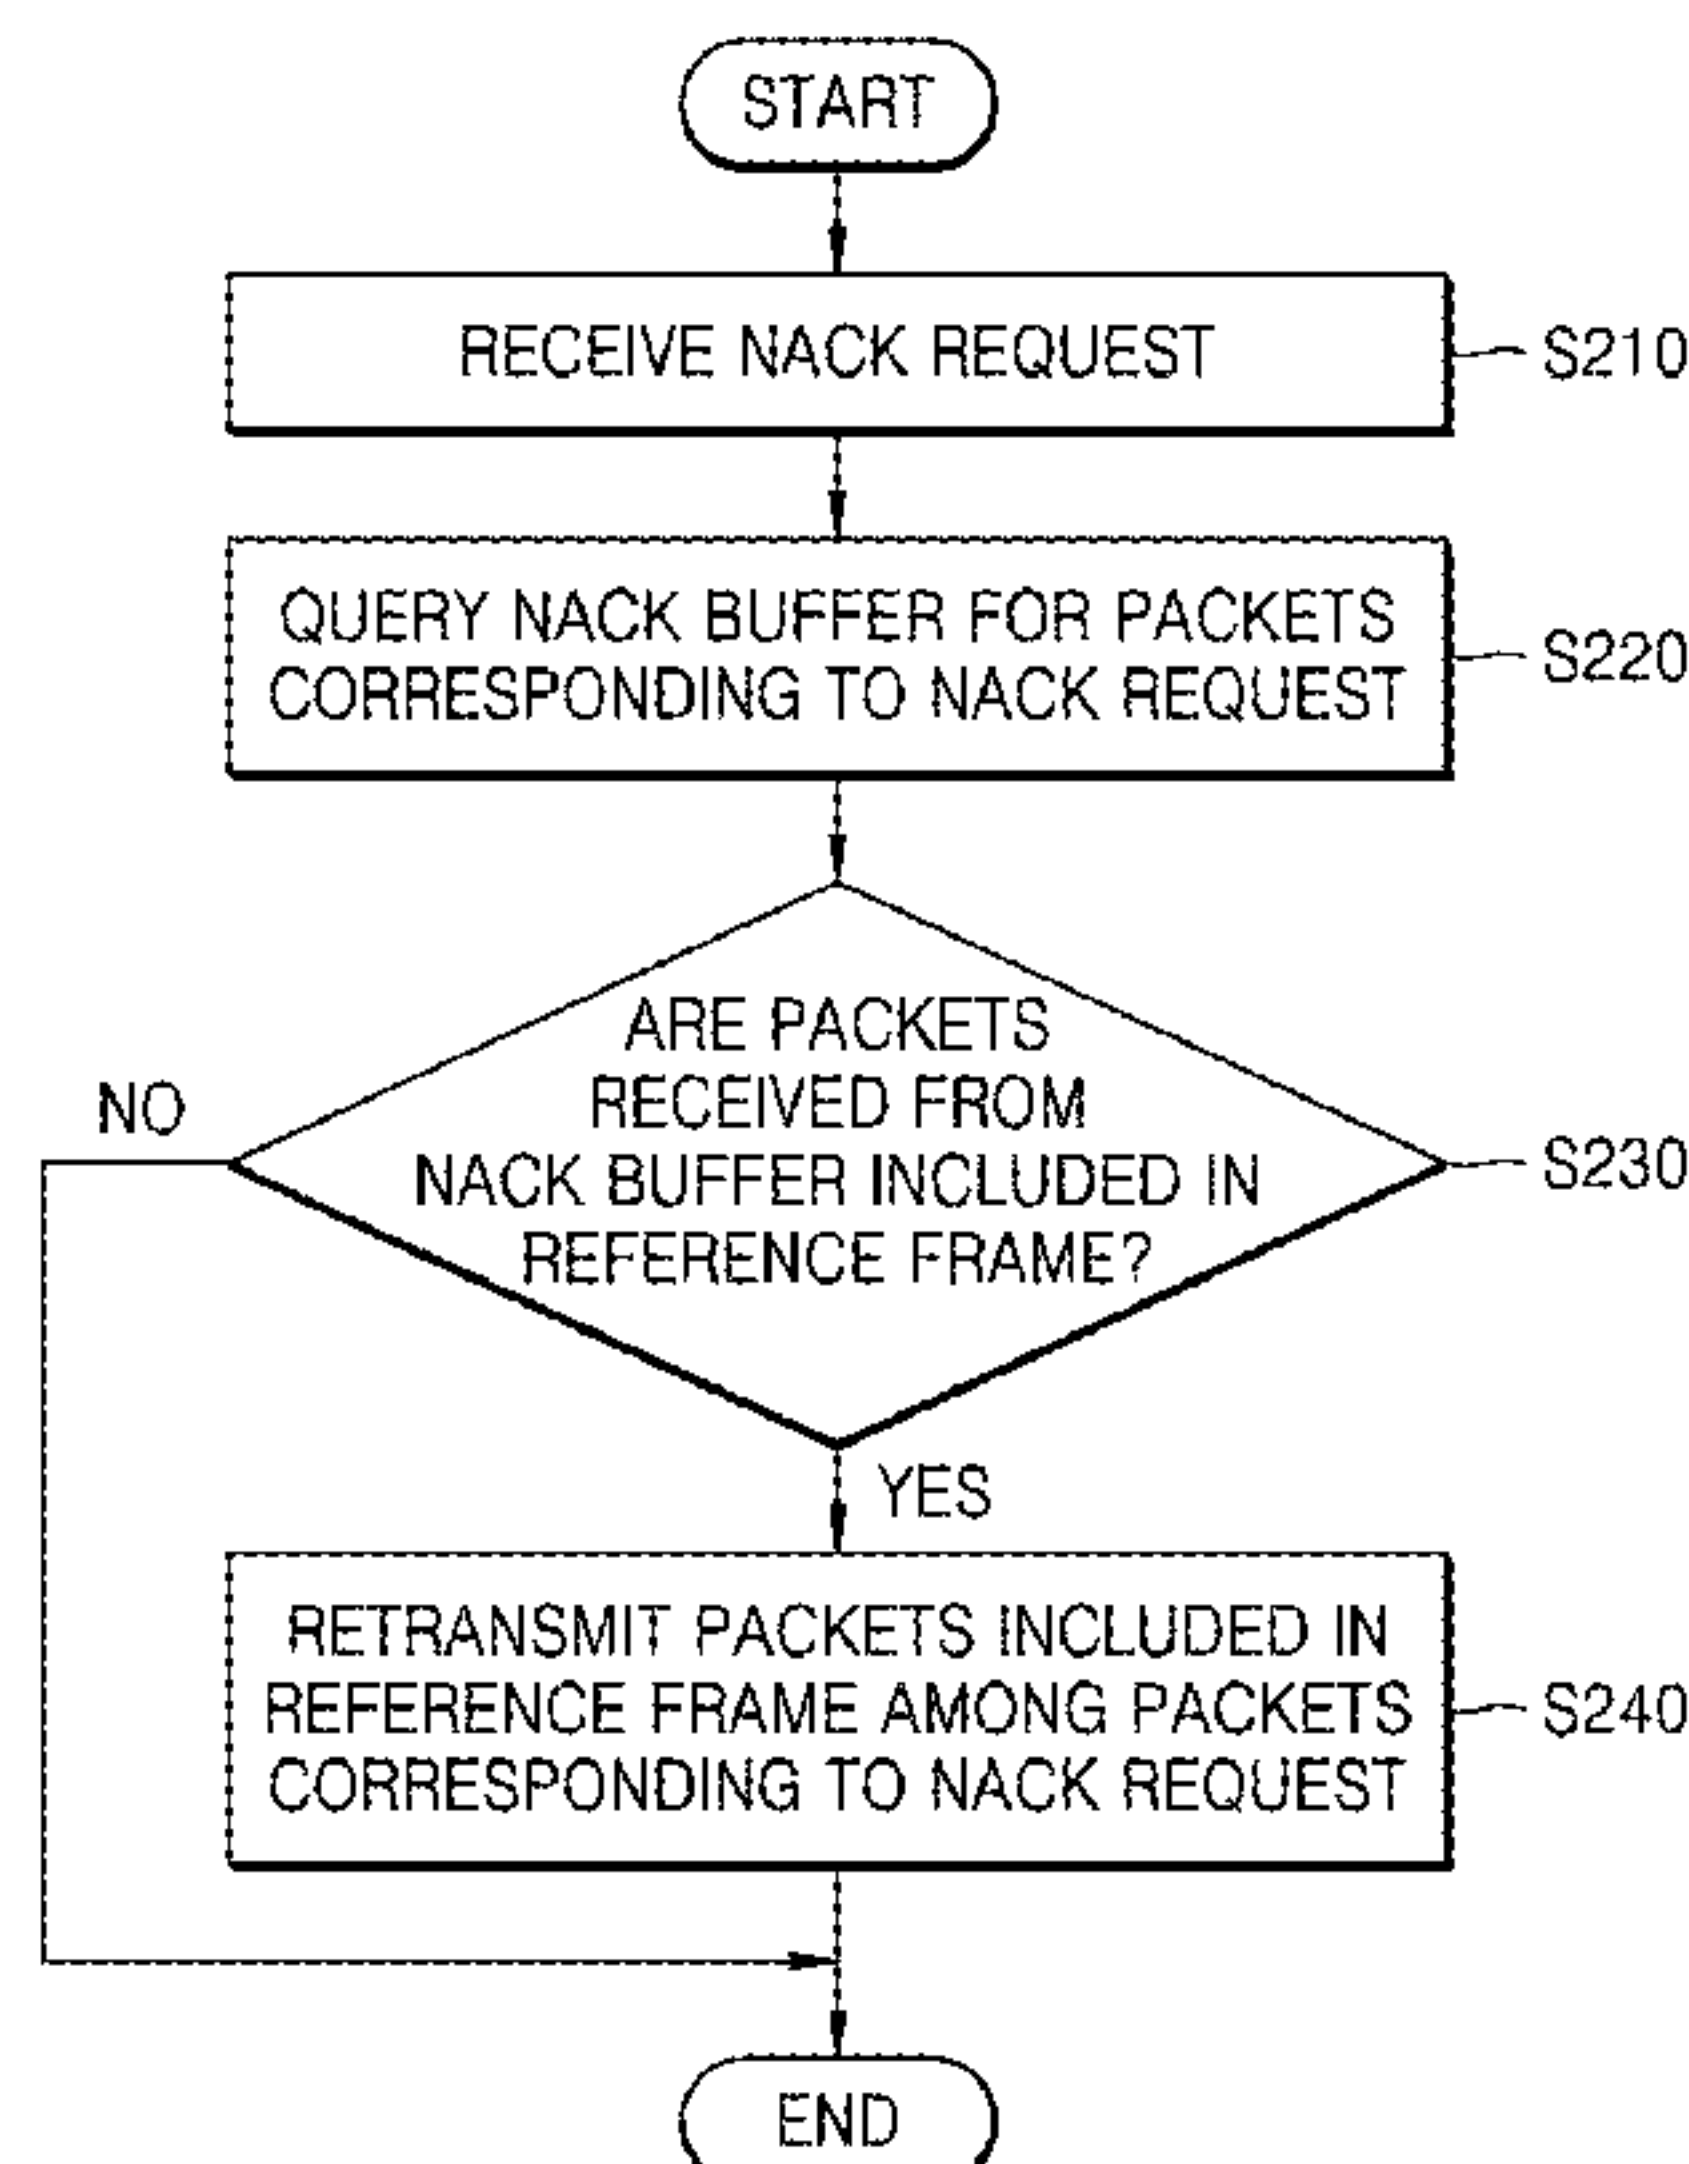 START
RECEIVE NACK REQUEST
S210
QUERY NACK BUFFER FOR PACKETS
CORRESPONDING TO NACK REQUEST
S220
ARE PACKETS
RECEIVED FROM
NACK BUFFER INCLUDED IN
REFERENCE FRAME?
S230
NO
YES
RETRANSMIT PACKETS INCLUDED IN
REFERENCE FRAME AMONG PACKETS
CORRESPONDING TO NACK REQUEST
S240
END